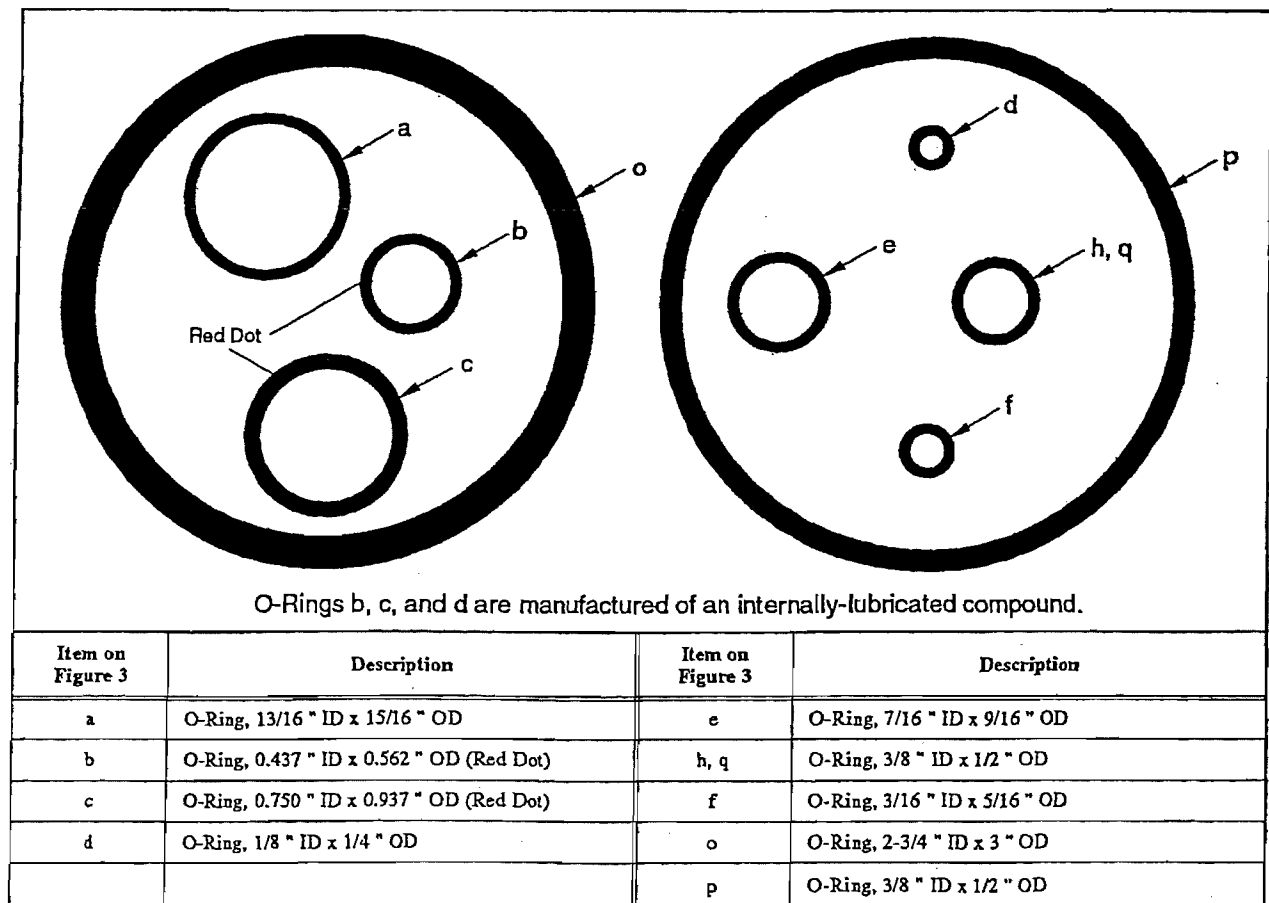 a
o
b
Red Dot
c
d
p
e
h, q
f
O-Rings b, c, and d are manufactured of an internally-lubricated compound.
Item on Figure 3 Description Item on Figure 3 Description
a O-Ring, 13/16 " ID x 15/16 " OD e O-Ring, 7/16 " ID x 9/16 " OD
b O-Ring, 0.437 " ID x 0.562 " OD (Red Dot) h, q O-Ring, 3/8 " ID x 1/2 " OD
c O-Ring, 0.750 " ID x 0.937 " OD (Red Dot) f O-Ring, 3/16 " ID x 5/16 " OD
d O-Ring, 1/8 " ID x 1/4 " OD o O-Ring, 2-3/4 " ID x 3 " OD
p O-Ring, 3/8 " ID x 1/2 " OD